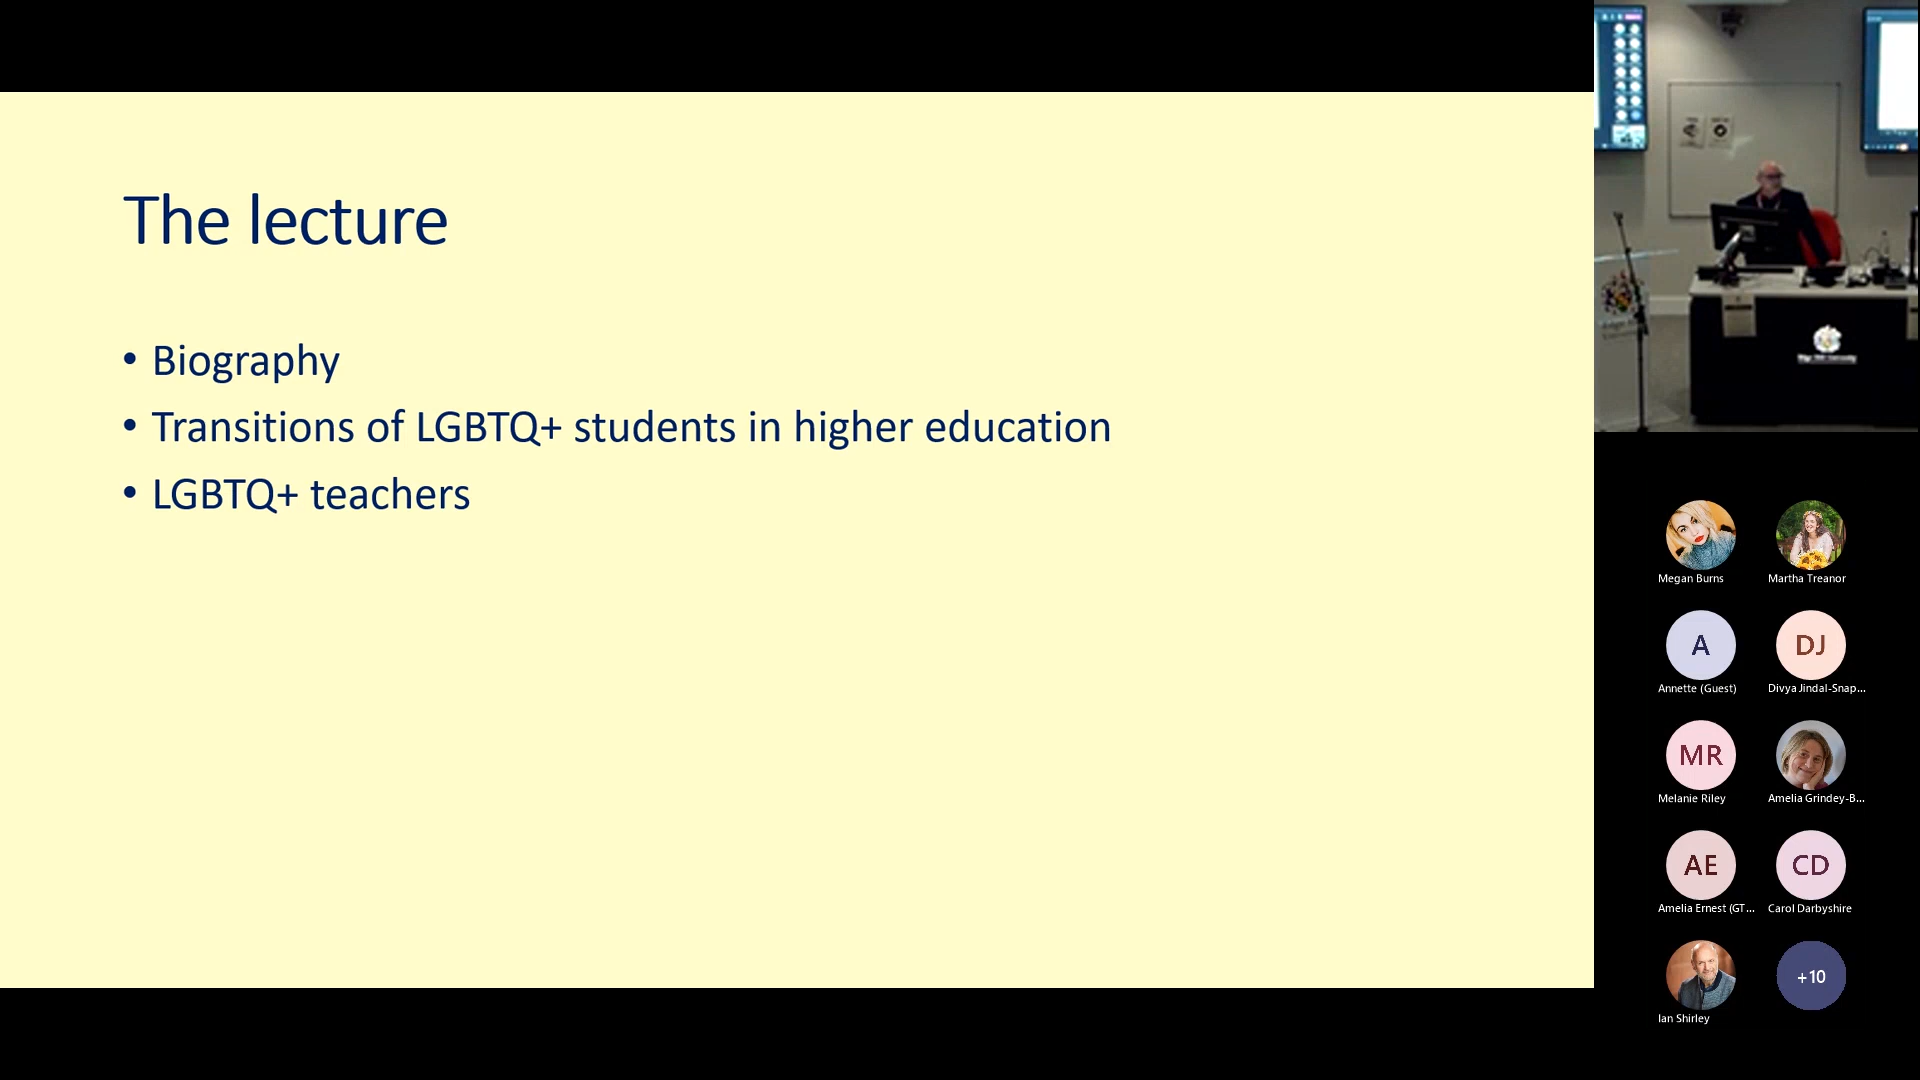 The lecture
• Biography
• Transitions of LGBTQ+ students in higher education
• LGBTQ+ teachers
Megan Burns
Martha Treanor
A
DJ
Annette (Guest)
Divya Jindal-Snap...
MR
Melanie Riley
Amelia Grindey-B...
AE
CD
Amelia Ernest (GT...
Carol Darbyshire
+10
Ian Shirley